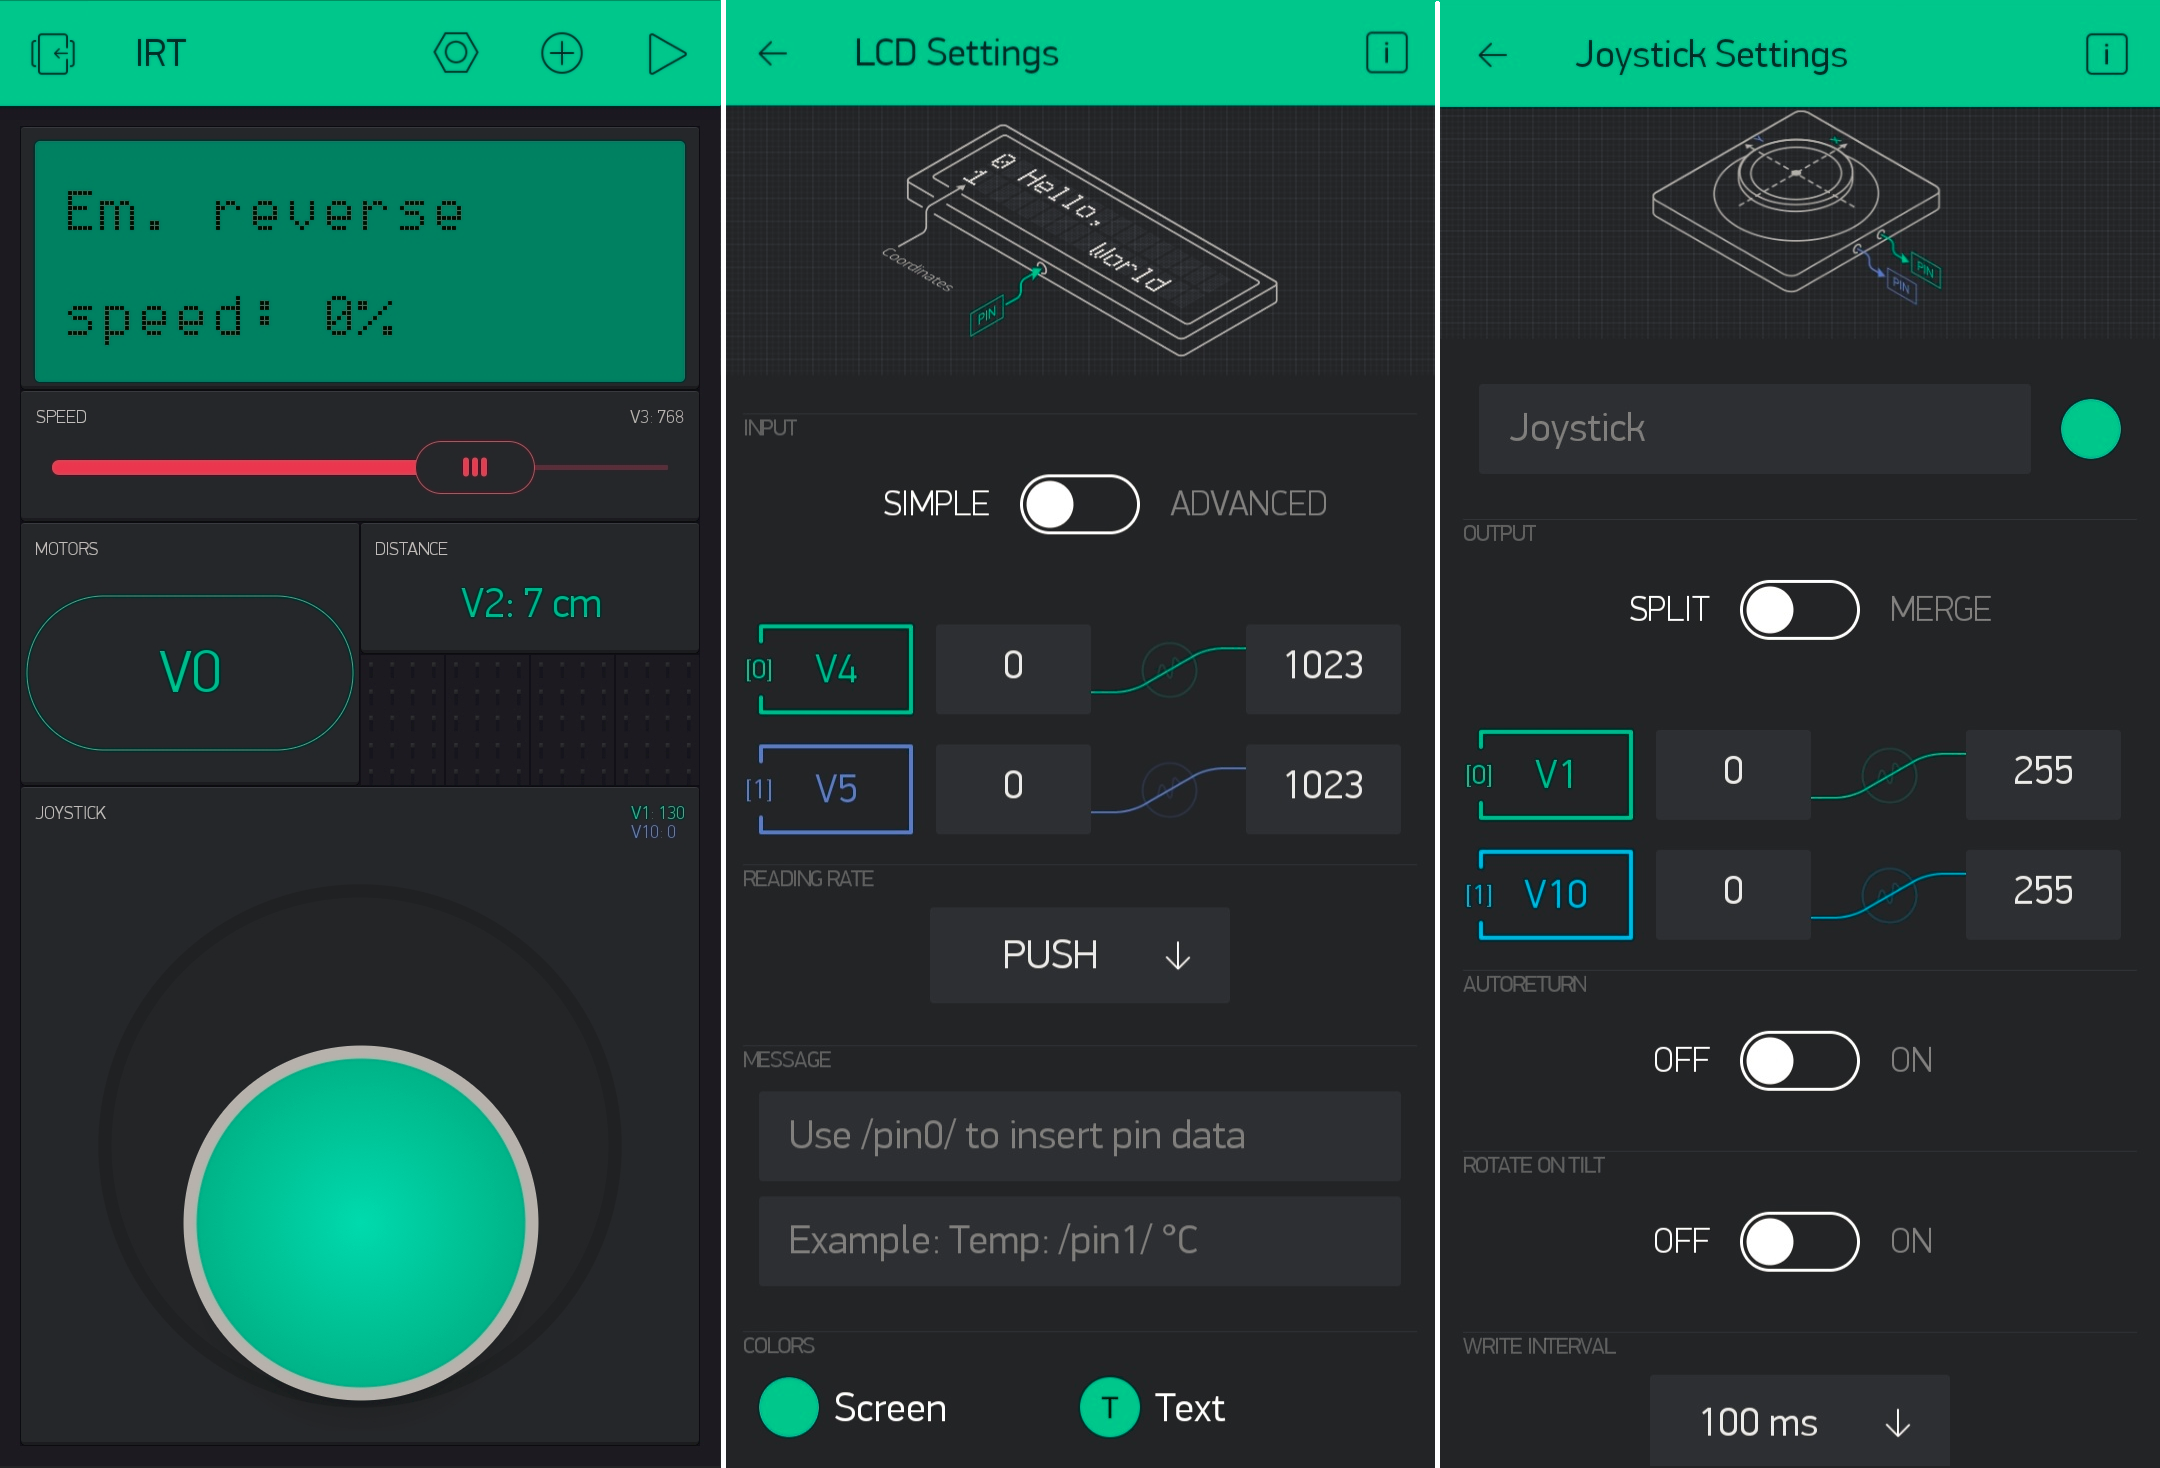 IRT
Em. reverse
speed: 0%
SPEED
V3: 768
MOTORS
V0
DISTANCE
V2: 7 cm
JOYSTICK
V1: 130
V10: 0
LCD Settings
i
0 Hello:
1 World
Coordinates
PIN
INPUT
SIMPLE
ADVANCED
[0] V4 0 1023
[1] V5 0 1023
READING RATE
PUSH
MESSAGE
Use /pin0/ to insert pin data
Example: Temp: /pin1/ °C
COLORS
Screen
T Text
Joystick Settings
i
Y
X
PIN
PIN
Joystick
OUTPUT
SPLIT
MERGE
[0] V1 0 255
[1] V10 0 255
AUTORETURN
OFF
ON
ROTATE ON TILT
OFF
ON
WRITE INTERVAL
100 ms